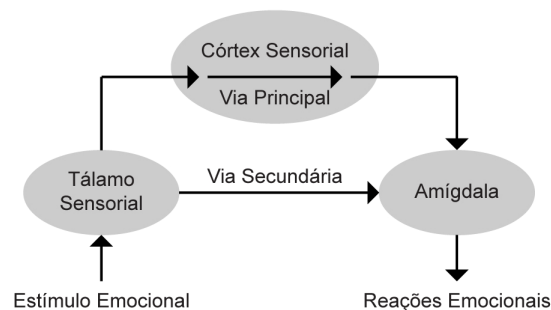 Córtex Sensorial
Via Principal
Tálamo
Sensorial
Via Secundária
Amígdala
Estímulo Emocional
Reações Emocionais